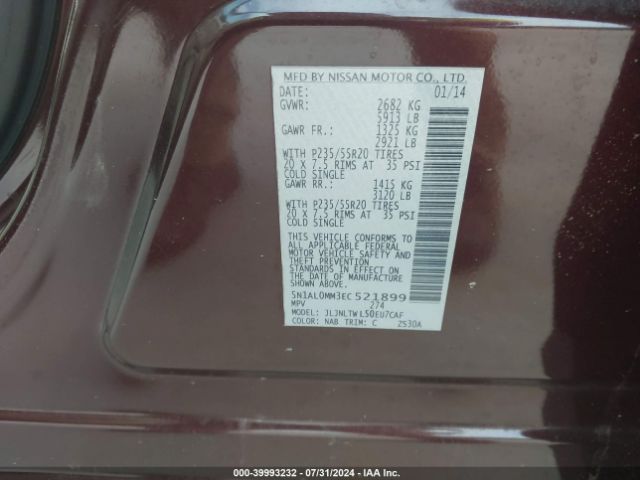 MFD BY NISSAN MOTOR CO., LTD.
DATE: 01/14
GVWR: 2682 KG
5913 LB
GAWR FR.: 1325 KG
2921 LB
WITH P235/55R20 TIRES
20 X 7.5 RIMS AT 35 PSI
COLD SINGLE
GAWR RR.: 1415 KG
3120 LB
WITH P235/55R20 TIRES
20 X 7.5 RIMS AT 35 PSI
COLD SINGLE
THIS VEHICLE CONFORMS TO
ALL APPLICABLE FEDERAL
MOTOR VEHICLE SAFETY AND
THEFT PREVENTION
STANDARDS IN EFFECT ON
THE DATE OF MANUFACTURE
SHOWN ABOVE.
5N1AL0MM3EC521899
MPV 274
MODEL: JLJNLTWL50EU7CAF
COLOR: NAB TRIM: C 2530A
000-39993232 - 07/31/2024 - IAA Inc.